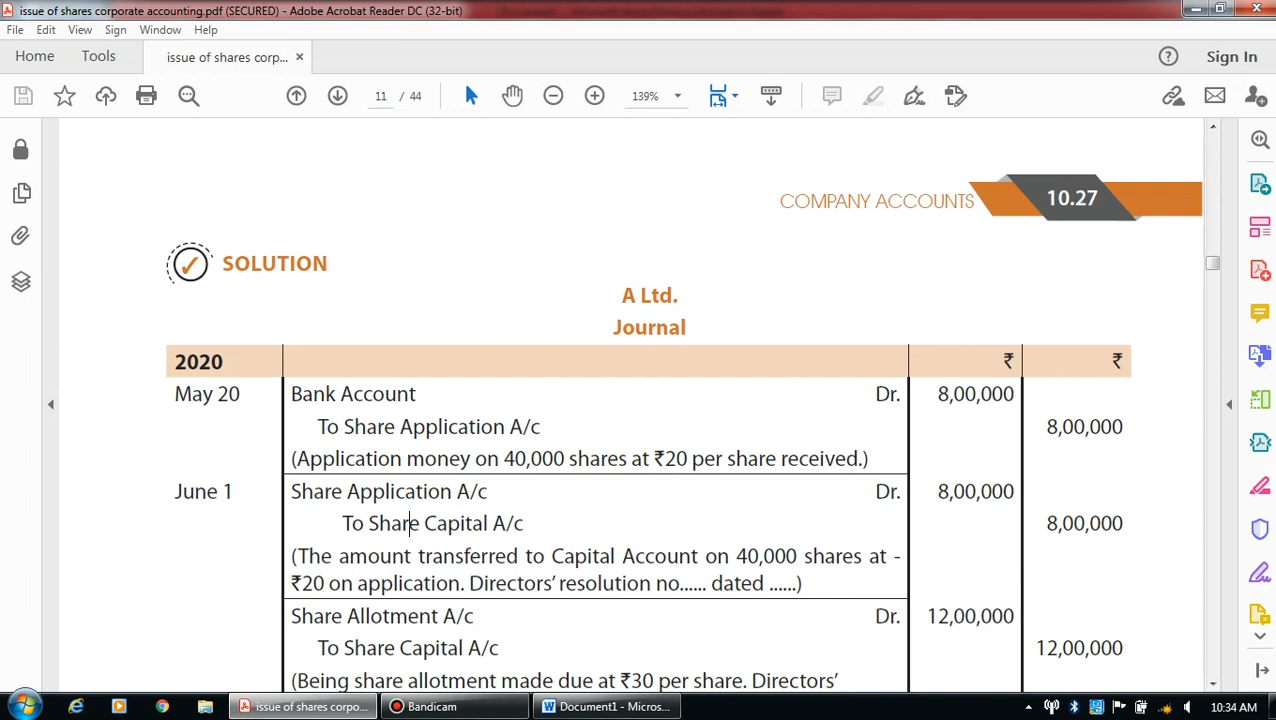 issue of shares corporate accounting.pdf (SECURED) - Adobe Acrobat Reader DC (32-bit)
File Edit View Sign Window Help
Home Tools issue of shares corp... × Sign In
11 / 44 139%
COMPANY ACCOUNTS 10.27
SOLUTION
A Ltd.
Journal
2020 ₹ ₹
May 20 Bank Account Dr. 8,00,000
To Share Application A/c 8,00,000
(Application money on 40,000 shares at ₹20 per share received.)
June 1 Share Application A/c Dr. 8,00,000
To Share Capital A/c 8,00,000
(The amount transferred to Capital Account on 40,000 shares at -
₹20 on application. Directors’ resolution no...... dated ......)
Share Allotment A/c Dr. 12,00,000
To Share Capital A/c 12,00,000
(Being share allotment made due at ₹30 per share. Directors’
issue of shares corpo... Bandicam Document1 - Micros... 10:34 AM